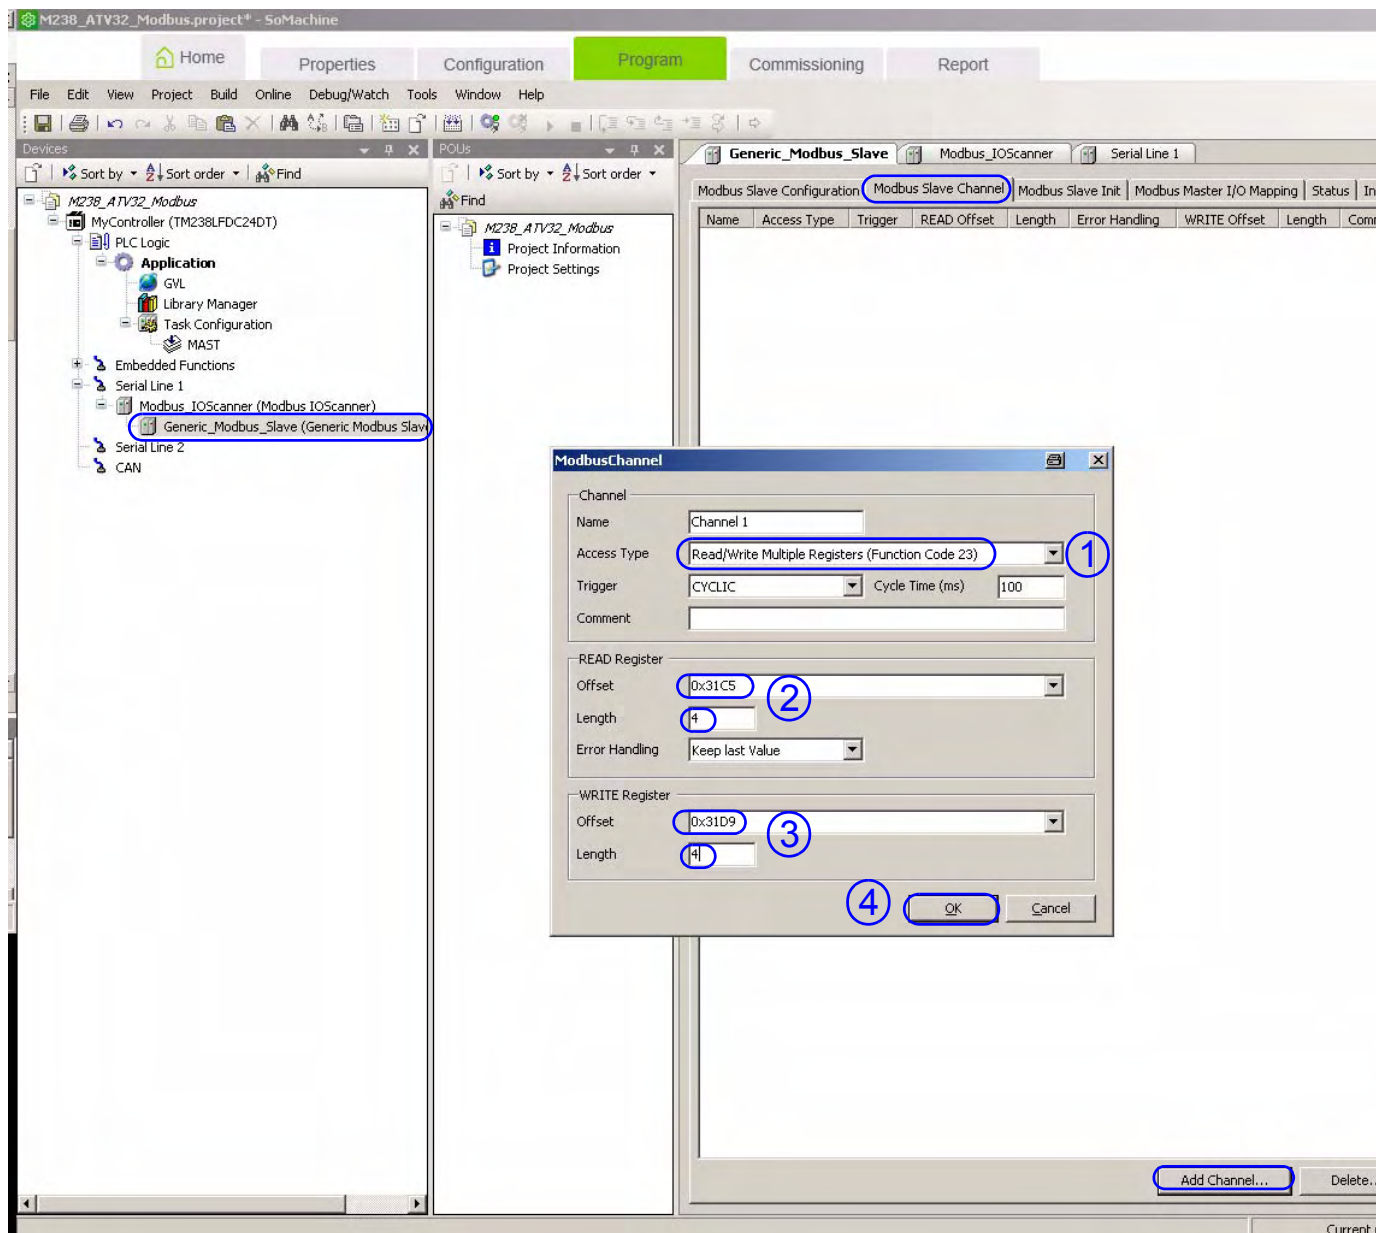 M238_ATV32_Modbus.project* - SoMachine
Home Properties Configuration Program Commissioning Report
File Edit View Project Build Online Debug/Watch Tools Window Help
Devices
Sort by Sort order Find
M238_ATV32_Modbus
MyController (TM238LFDC24DT)
PLC Logic
Application
GVL
Library Manager
Task Configuration
MAST
Embedded Functions
Serial Line 1
Modbus_IOScanner (Modbus IOScanner)
Generic_Modbus_Slave (Generic Modbus Slav
Serial Line 2
CAN
POUs
Sort by Sort order
Find
M238_ATV32_Modbus
Project Information
Project Settings
Generic_Modbus_Slave Modbus_IOScanner Serial Line 1
Modbus Slave Configuration Modbus Slave Channel Modbus Slave Init Modbus Master I/O Mapping Status In
Name Access Type Trigger READ Offset Length Error Handling WRITE Offset Length Comm
ModbusChannel
Channel
Name Channel 1
Access Type Read/Write Multiple Registers (Function Code 23) 1
Trigger CYCLIC Cycle Time (ms) 100
Comment
READ Register
Offset 0x31C5 2
Length 4
Error Handling Keep last Value
WRITE Register
Offset 0x31D9 3
Length 4
4 OK Cancel
Add Channel... Delete..
Current